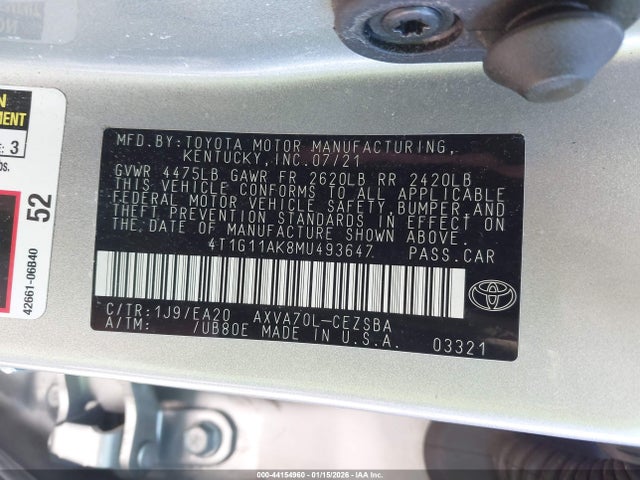 MFD.BY:TOYOTA MOTOR MANUFACTURING,
KENTUCKY,INC.07/21
GVWR 4475LB GAWR FR 2620LB RR 2420LB
THIS VEHICLE CONFORMS TO ALL APPLICABLE
FEDERAL MOTOR VEHICLE SAFETY, BUMPER,AND
THEFT PREVENTION STANDARDS IN EFFECT ON
THE DATE OF MANUFACTURE SHOWN ABOVE.
4T1G11AK8MU493647 PASS.CAR
C/TR:1J9/EA20 AXVA70L-CEZSBA
A/TM: /UB80E MADE IN U.S.A.
03321
TOYOTA
52
42661-06B40
3
000-44154960 | 01/15/2026 - IAA Inc.